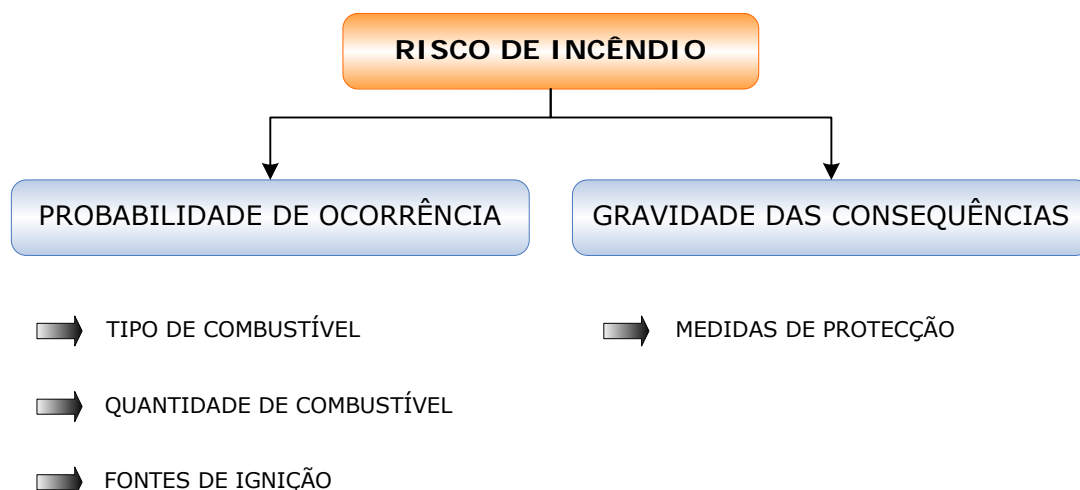 RISCO DE INCÊNDIO
PROBABILIDADE DE OCORRÊNCIA
GRAVIDADE DAS CONSEQUÊNCIAS
TIPO DE COMBUSTÍVEL
MEDIDAS DE PROTECÇÃO
QUANTIDADE DE COMBUSTÍVEL
FONTES DE IGNIÇÃO